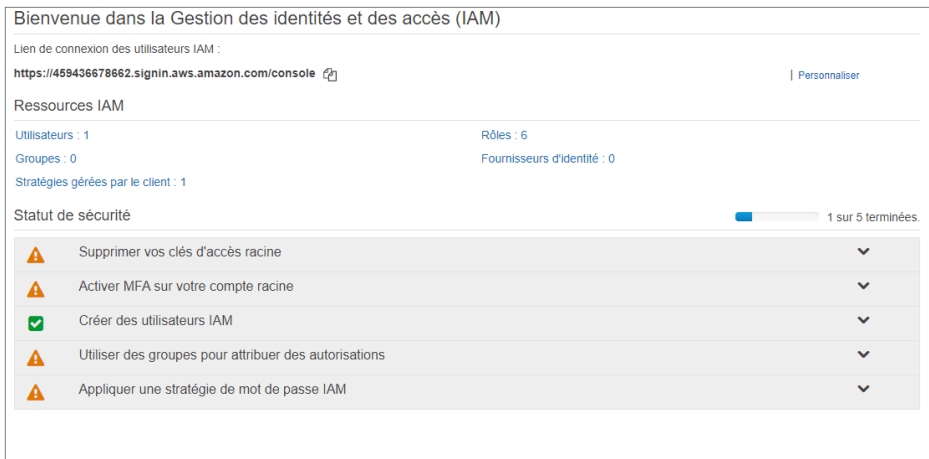 Bienvenue dans la Gestion des identités et des accès (IAM)
Lien de connexion des utilisateurs IAM :
https://459436678662.signin.aws.amazon.com/console
| Personnaliser
Ressources IAM
Utilisateurs : 1
Rôles : 6
Groupes : 0
Fournisseurs d'identité : 0
Stratégies gérées par le client : 1
Statut de sécurité
1 sur 5 terminées.
Supprimer vos clés d'accès racine
Activer MFA sur votre compte racine
Créer des utilisateurs IAM
Utiliser des groupes pour attribuer des autorisations
Appliquer une stratégie de mot de passe IAM